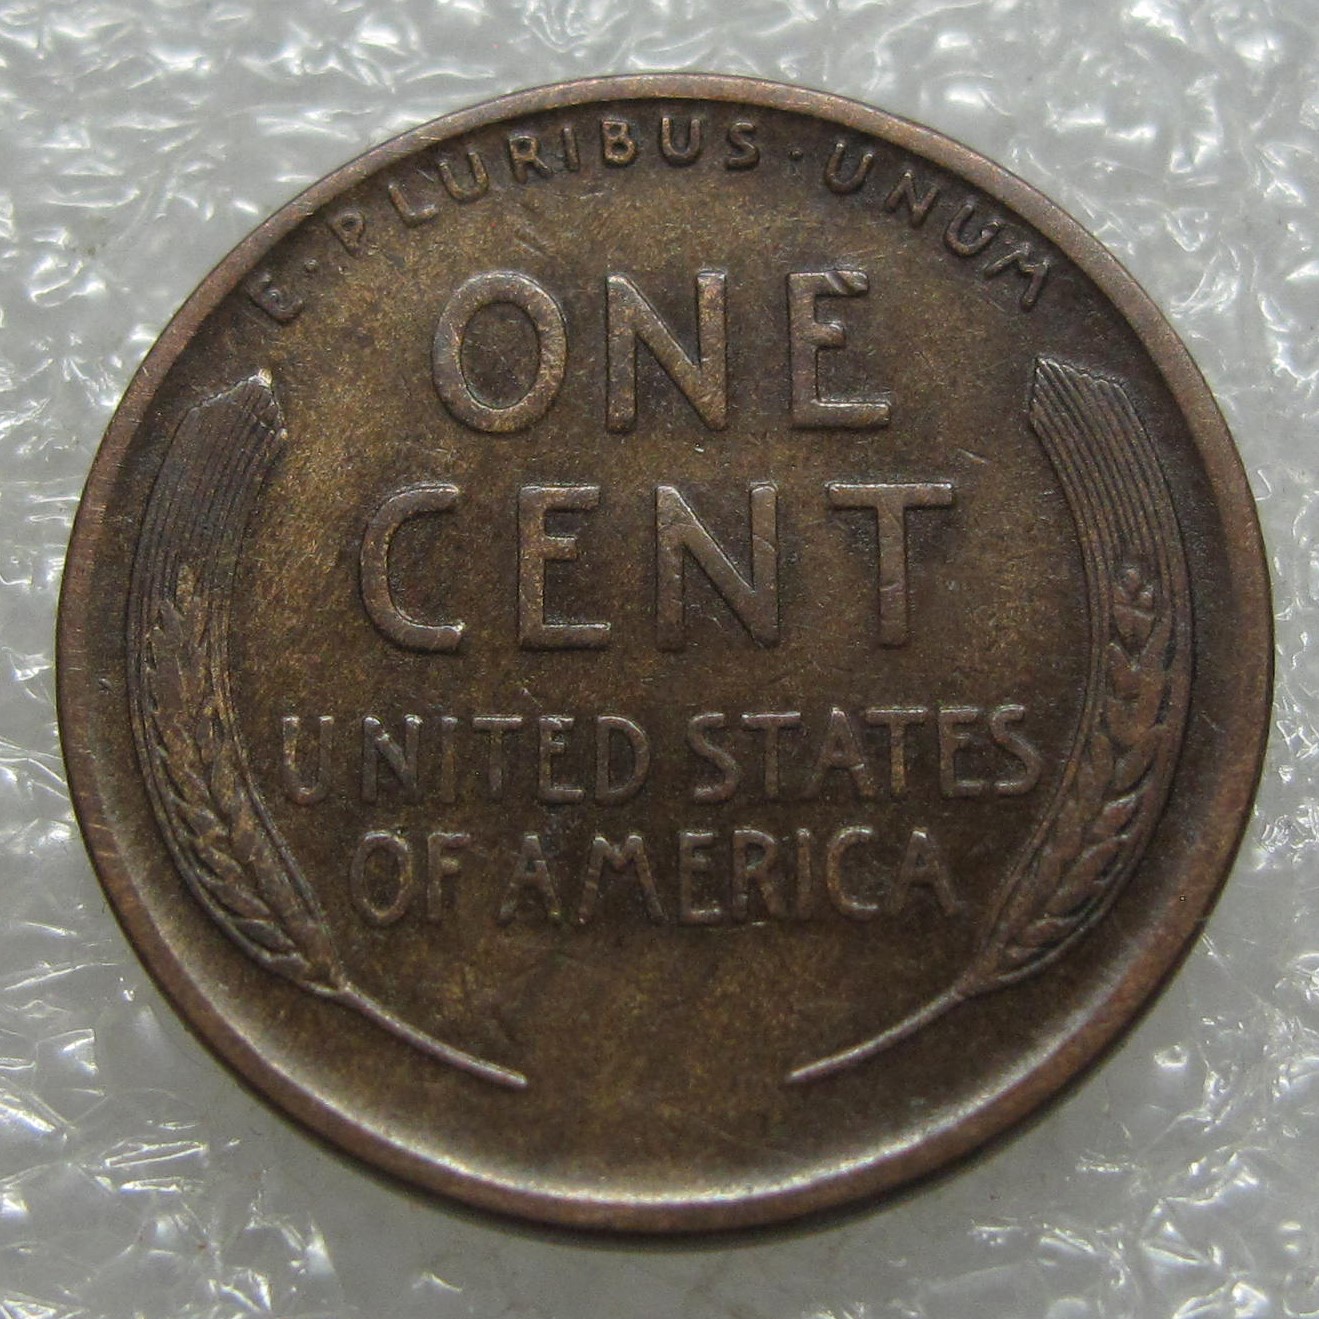 E·PLURIBUS·UNUM
ONE
CENT
UNITED STATES
OF AMERICA